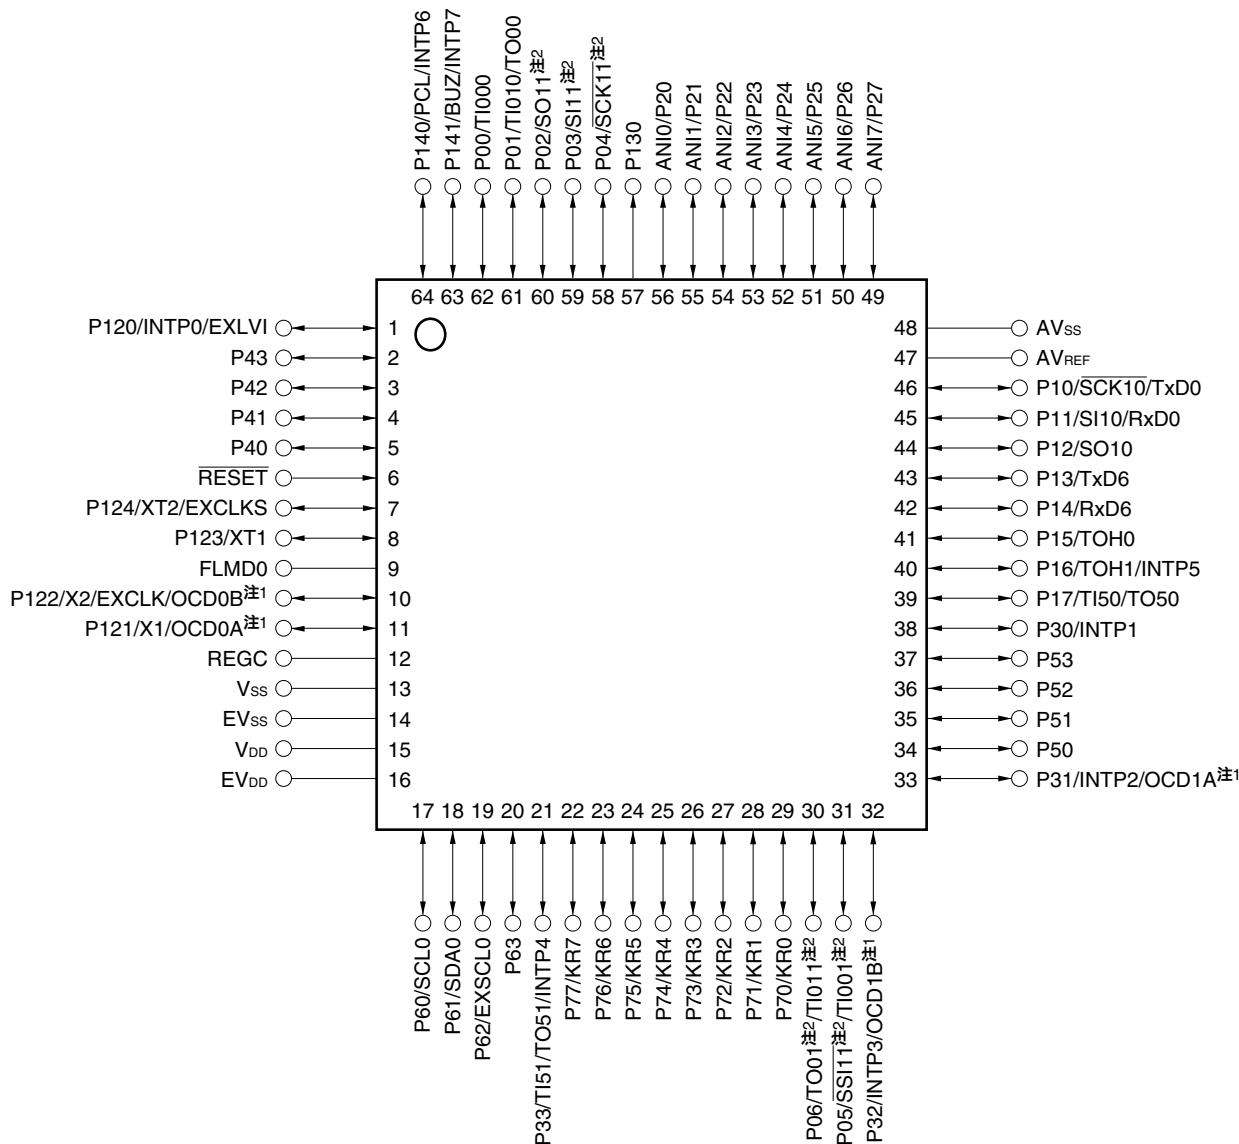 P140/PCL/INTP6
P141/BUZ/INTP7
P00/TI000
P01/TI010/TO00
P02/SO11注2
P03/SI11注2
P04/SCK11注2
P130
ANI0/P20
ANI1/P21
ANI2/P22
ANI3/P23
ANI4/P24
ANI5/P25
ANI6/P26
ANI7/P27
64 63 62 61 60 59 58 57 56 55 54 53 52 51 50 49
P120/INTP0/EXLVI 1
P43 2
P42 3
P41 4
P40 5
RESET 6
P124/XT2/EXCLKS 7
P123/XT1 8
FLMD0 9
P122/X2/EXCLK/OCD0B注1 10
P121/X1/OCD0A注1 11
REGC 12
VSS 13
EVSS 14
VDD 15
EVDD 16
48 AVSS
47 AVREF
46 P10/SCK10/TxD0
45 P11/SI10/RxD0
44 P12/SO10
43 P13/TxD6
42 P14/RxD6
41 P15/TOH0
40 P16/TOH1/INTP5
39 P17/TI50/TO50
38 P30/INTP1
37 P53
36 P52
35 P51
34 P50
33 P31/INTP2/OCD1A注1
17 18 19 20 21 22 23 24 25 26 27 28 29 30 31 32
P60/SCL0
P61/SDA0
P62/EXSCL0
P63
P33/TI51/TO51/INTP4
P77/KR7
P76/KR6
P75/KR5
P74/KR4
P73/KR3
P72/KR2
P71/KR1
P70/KR0
P06/TO01注2/TI011注2
P05/SSI11注2/TI001注2
P32/INTP3/OCD1B注1